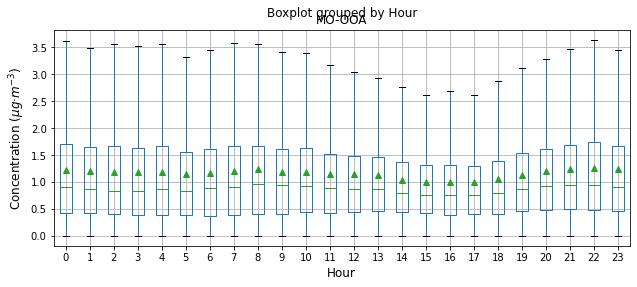 Boxplot grouped by Hour
MO-OOA
Concentration (μg·m⁻³)
3.5
3.0
2.5
2.0
1.5
1.0
0.5
0.0
0 1 2 3 4 5 6 7 8 9 10 11 12 13 14 15 16 17 18 19 20 21 22 23
Hour